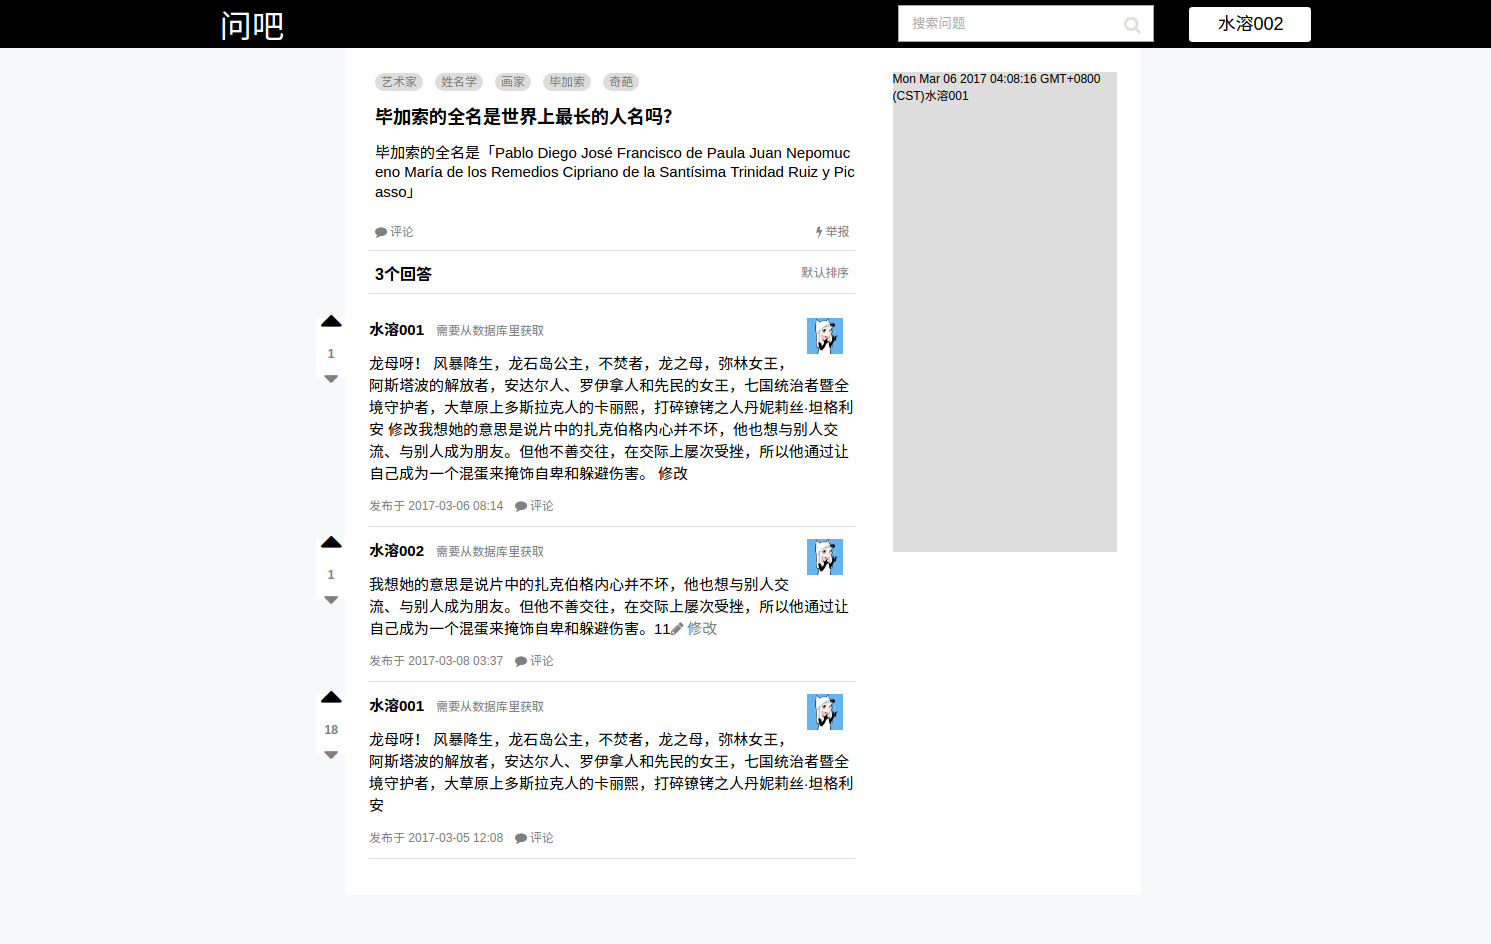 问吧
搜索问题
水溶002
艺术家 姓名学 画家 毕加索 奇葩
毕加索的全名是世界上最长的人名吗?
毕加索的全名是「Pablo Diego José Francisco de Paula Juan Nepomuc
eno María de los Remedios Cipriano de la Santísima Trinidad Ruiz y Pic
asso」
评论
举报
3个回答
默认排序
水溶001 需要从数据库里获取
1
龙母呀！ 风暴降生，龙石岛公主，不焚者，龙之母，弥林女王，
阿斯塔波的解放者，安达尔人、罗伊拿人和先民的女王，七国统治者暨全
境守护者，大草原上多斯拉克人的卡丽熙，打碎镣铐之人丹妮莉丝·坦格利
安 修改我想她的意思是说片中的扎克伯格内心并不坏，他也想与别人交
流、与别人成为朋友。但他不善交往，在交际上屡次受挫，所以他通过让
自己成为一个混蛋来掩饰自卑和躲避伤害。 修改
发布于 2017-03-06 08:14 评论
水溶002 需要从数据库里获取
1
我想她的意思是说片中的扎克伯格内心并不坏，他也想与别人交
流、与别人成为朋友。但他不善交往，在交际上屡次受挫，所以他通过让
自己成为一个混蛋来掩饰自卑和躲避伤害。11 修改
发布于 2017-03-08 03:37 评论
水溶001 需要从数据库里获取
18
龙母呀！ 风暴降生，龙石岛公主，不焚者，龙之母，弥林女王，
阿斯塔波的解放者，安达尔人、罗伊拿人和先民的女王，七国统治者暨全
境守护者，大草原上多斯拉克人的卡丽熙，打碎镣铐之人丹妮莉丝·坦格利
安
发布于 2017-03-05 12:08 评论
Mon Mar 06 2017 04:08:16 GMT+0800
(CST)水溶001